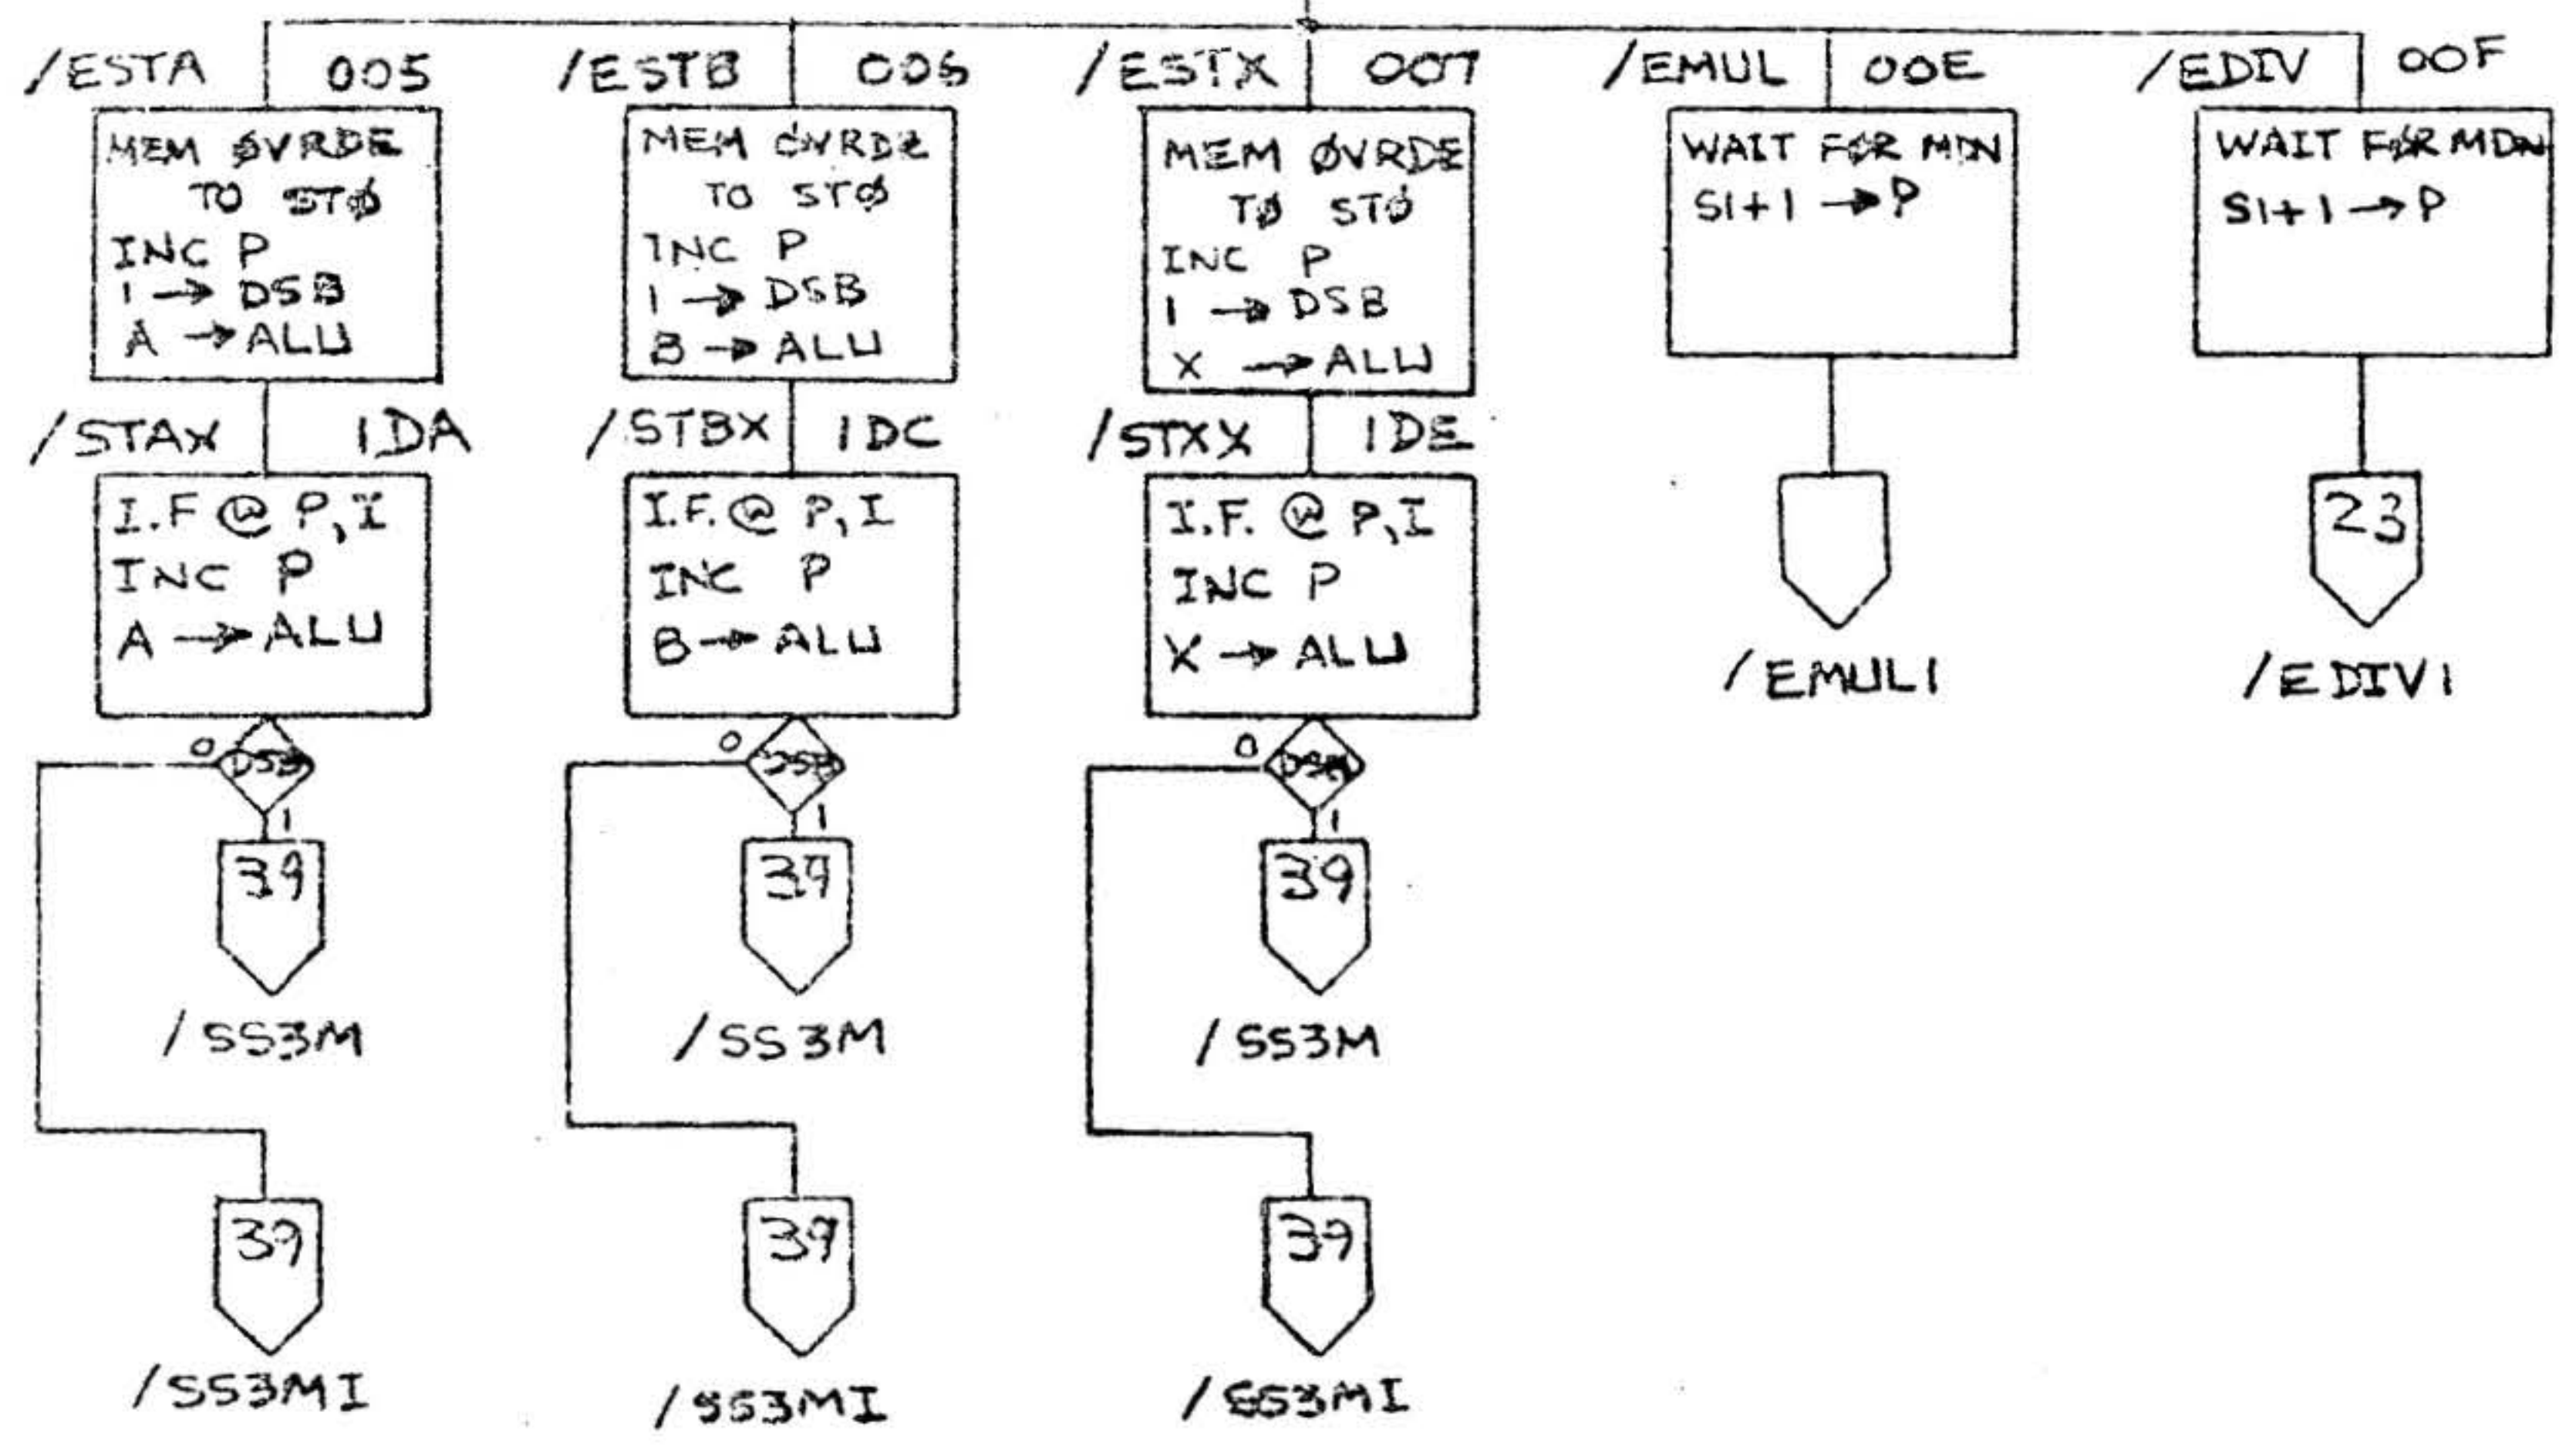 /ESTA 005
MEM ØVRDE
TO STØ
INC P
1 → DSB
A → ALU
/STAX 1DA
I.F @ P,I
INC P
A → ALU
0 DSB
1
39
/SS3M
39
/SS3MI
/ESTB 006
MEM ØVRDE
TO STØ
INC P
1 → DSB
B → ALU
/STBX 1DC
I.F. @ P,I
INC P
B → ALU
0 DSB
1
39
/SS3M
39
/SS3MI
/ESTX 007
MEM ØVRDE
TØ STØ
INC P
1 → DSB
X → ALU
/STXX 1DE
I.F. @ P,I
INC P
X → ALU
0 DSB
1
39
/SS3M
39
/SS3MI
/EMUL 00E
WAIT FØR MDN
S1+1 → P
/EMUL1
/EDIV 00F
WAIT FØR MDN
S1+1 → P
23
/EDIV1